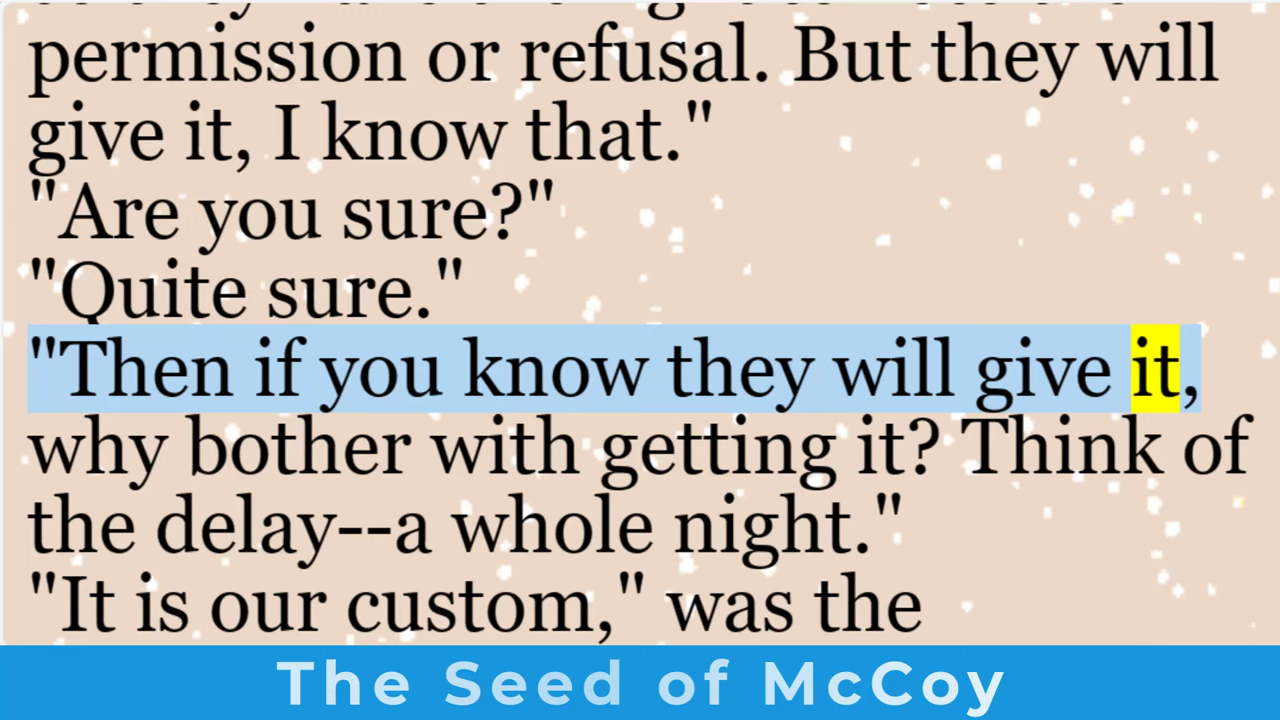 permission or refusal. But they will
give it, I know that."
"Are you sure?"
"Quite sure."
"Then if you know they will give it,
why bother with getting it? Think of
the delay--a whole night."
"It is our custom," was the
The Seed of McCoy